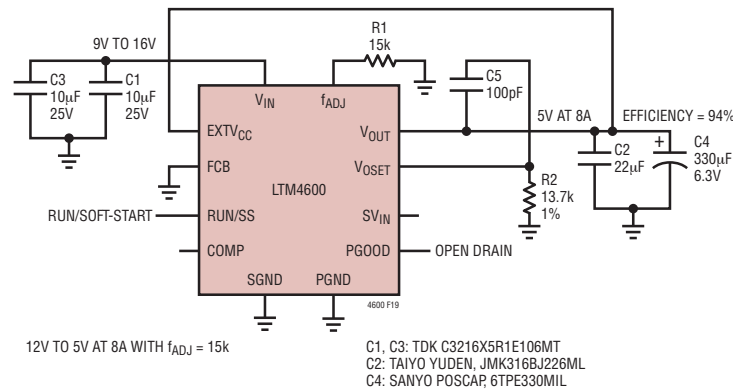 R1
15k
9V TO 16V
C3
10µF
25V
C1
10µF
25V
C5
100pF
VIN
fADJ
EXTVCC
VOUT
5V AT 8A
EFFICIENCY = 94%
FCB
VOSET
LTM4600
C2
22µF
+
C4
330µF
6.3V
R2
13.7k
1%
RUN/SOFT-START
RUN/SS
SVIN
COMP
PGOOD
OPEN DRAIN
SGND
PGND
4600 F19
12V TO 5V AT 8A WITH fADJ = 15k
C1, C3: TDK C3216X5R1E106MT
C2: TAIYO YUDEN, JMK316BJ226ML
C4: SANYO POSCAP, 6TPE330MIL